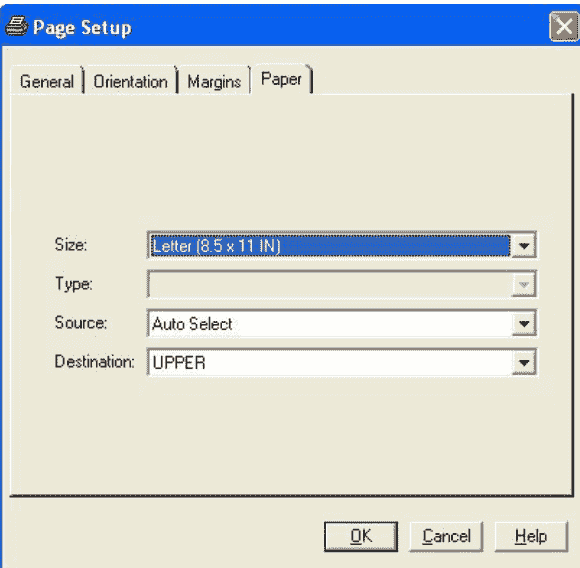 Page Setup
General Orientation Margins Paper
Size: Letter (8.5 x 11 IN)
Type:
Source: Auto Select
Destination: UPPER
OK Cancel Help